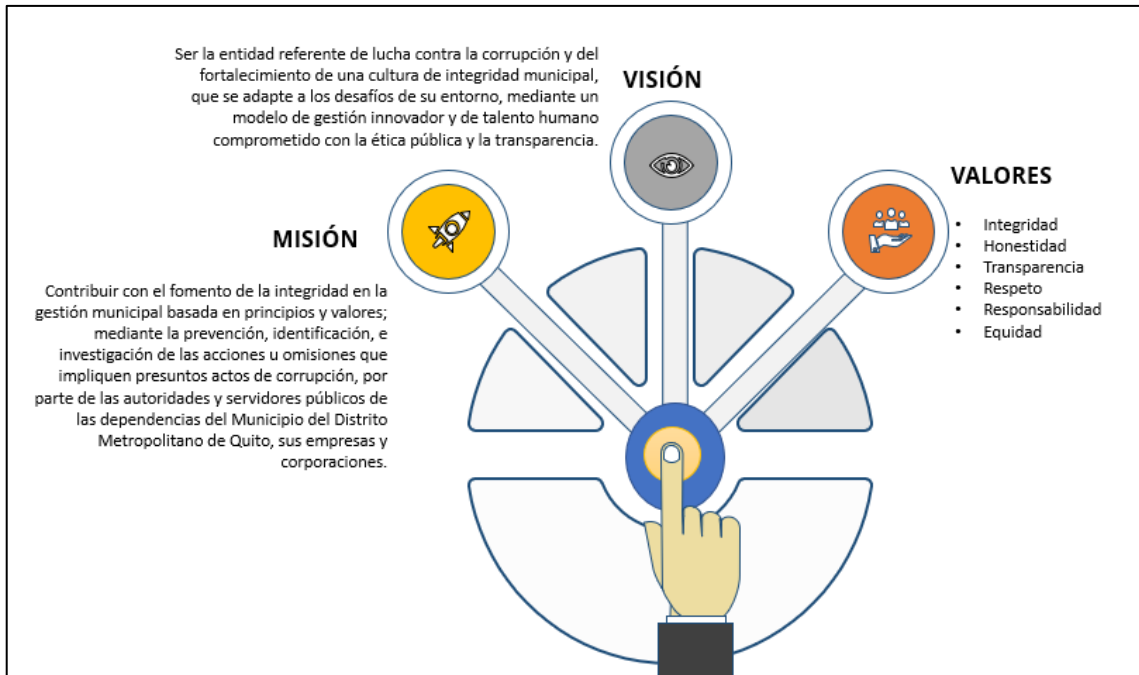 Ser la entidad referente de lucha contra la corrupción y del
fortalecimiento de una cultura de integridad municipal,
que se adapte a los desafíos de su entorno, mediante un
modelo de gestión innovador y de talento humano
comprometido con la ética pública y la transparencia.
VISIÓN
MISIÓN
Contribuir con el fomento de la integridad en la
gestión municipal basada en principios y valores;
mediante la prevención, identificación, e
investigación de las acciones u omisiones que
impliquen presuntos actos de corrupción, por
parte de las autoridades y servidores públicos de
las dependencias del Municipio del Distrito
Metropolitano de Quito, sus empresas y
corporaciones.
VALORES
• Integridad
• Honestidad
• Transparencia
• Respeto
• Responsabilidad
• Equidad